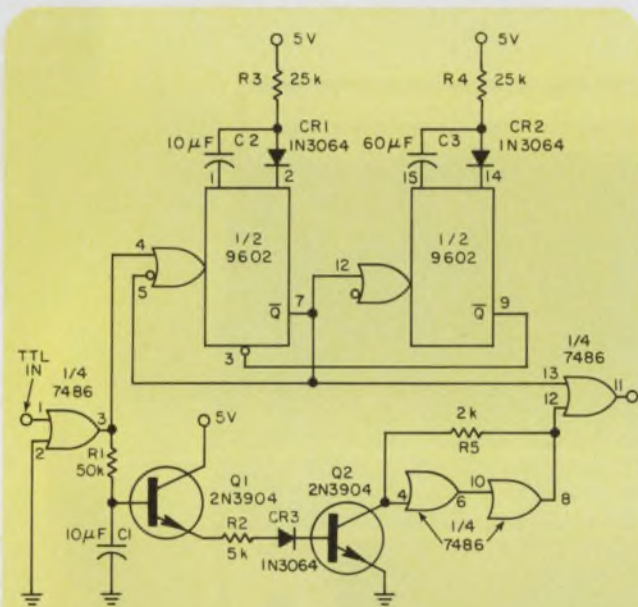 5V
5V
R3
25k
R4
25k
10μF
C2
CR1
1N3064
60μF
C3
CR2
1N3064
1
2
15
14
4
5
1/2
9602
Q̅
7
3
12
1/2
9602
Q̅
9
TTL
IN
1/4
7486
1
2
3
1/4
7486
13
12
11
R1
50k
5V
Q1
2N3904
2k
R5
Q2
2N3904
10μF
C1
R2
5k
CR3
1N3064
4
6
10
8
1/4
7486